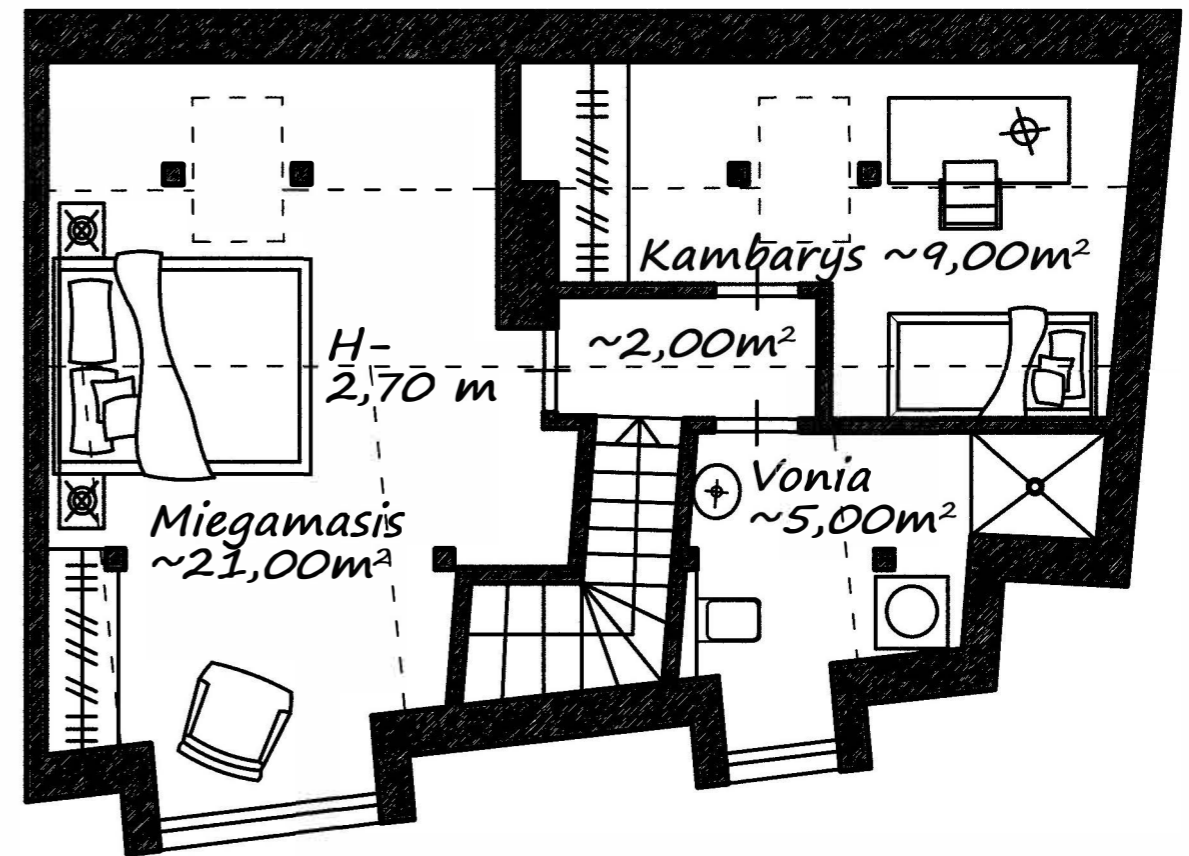 Kambarys ~9,00m²
H-
2,70 m
~2,00m²
Vonia
~5,00m²
Miegamasis
~21,00m²